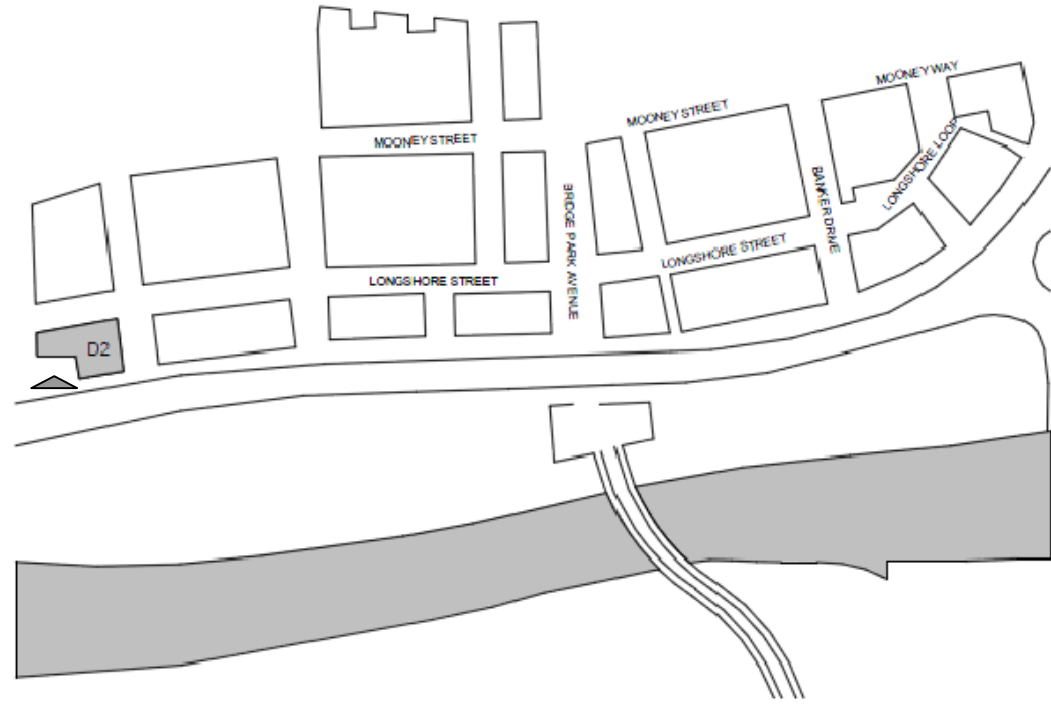 MOONEY WAY
MOONEY STREET
MOONEY STREET
LONGSHORE LOOP
BANKER DRIVE
BRIDGE PARK AVENUE
LONGSHORE STREET
LONGSHORE STREET
D2